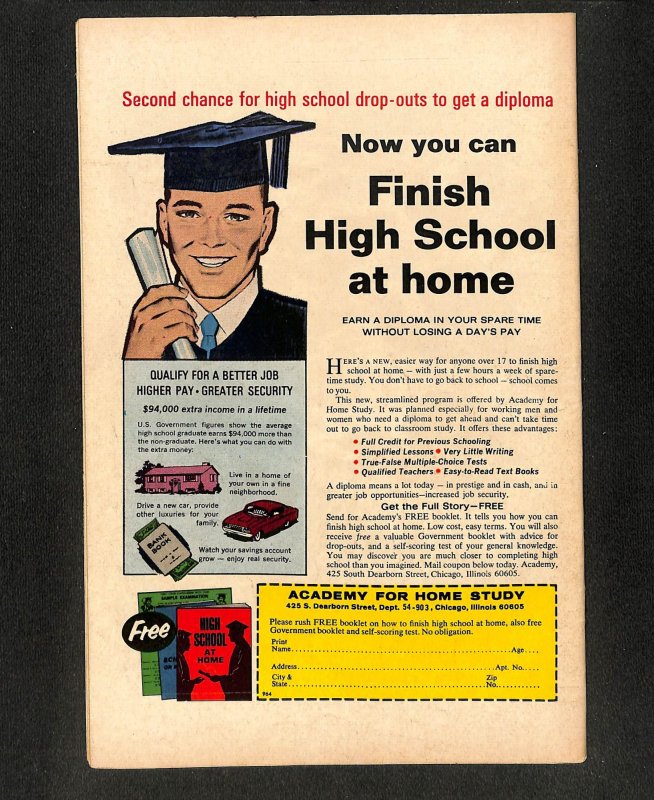 Second chance for high school drop-outs to get a diploma
Now you can
Finish
High School
at home
EARN A DIPLOMA IN YOUR SPARE TIME
WITHOUT LOSING A DAY'S PAY
HERE'S A NEW, easier way for anyone over 17 to finish high
school at home — with just a few hours a week of spare-
time study. You don't have to go back to school — school comes
to you.
This new, streamlined program is offered by Academy for
Home Study. It was planned especially for working men and
women who need a diploma to get ahead and can't take time
out to go back to classroom study. It offers these advantages:
• Full Credit for Previous Schooling
• Simplified Lessons • Very Little Writing
• True-False Multiple-Choice Tests
• Qualified Teachers • Easy-to-Read Text Books
A diploma means a lot today — in prestige and in cash, and in
greater job opportunities—increased job security.
Get the Full Story—FREE
Send for Academy's FREE booklet. It tells you how you can
finish high school at home. Low cost, easy terms. You will also
receive free a valuable Government booklet with advice for
drop-outs, and a self-scoring test of your general knowledge.
You may discover you are much closer to completing high
school than you imagined. Mail coupon below today. Academy,
425 South Dearborn Street, Chicago, Illinois 60605.
QUALIFY FOR A BETTER JOB
HIGHER PAY • GREATER SECURITY
$94,000 extra income in a lifetime
U.S. Government figures show the average
high school graduate earns $94,000 more than
the non-graduate. Here's what you can do with
the extra money:
Live in a home of
your own in a fine
neighborhood.
Drive a new car, provide
other luxuries for your
family.
BANK
BOOK
Watch your savings account
grow — enjoy real security.
Free
SAMPLE EXAMINATION
HIGH
SCHOOL
AT
HOME
ACADEMY FOR HOME STUDY
425 S. Dearborn Street, Dept. 54-903, Chicago, Illinois 60605
Please rush FREE booklet on how to finish high school at home, also free
Government booklet and self-scoring test. No obligation.
Print
Name Age
Address Apt. No.
City & Zip
State No.
964